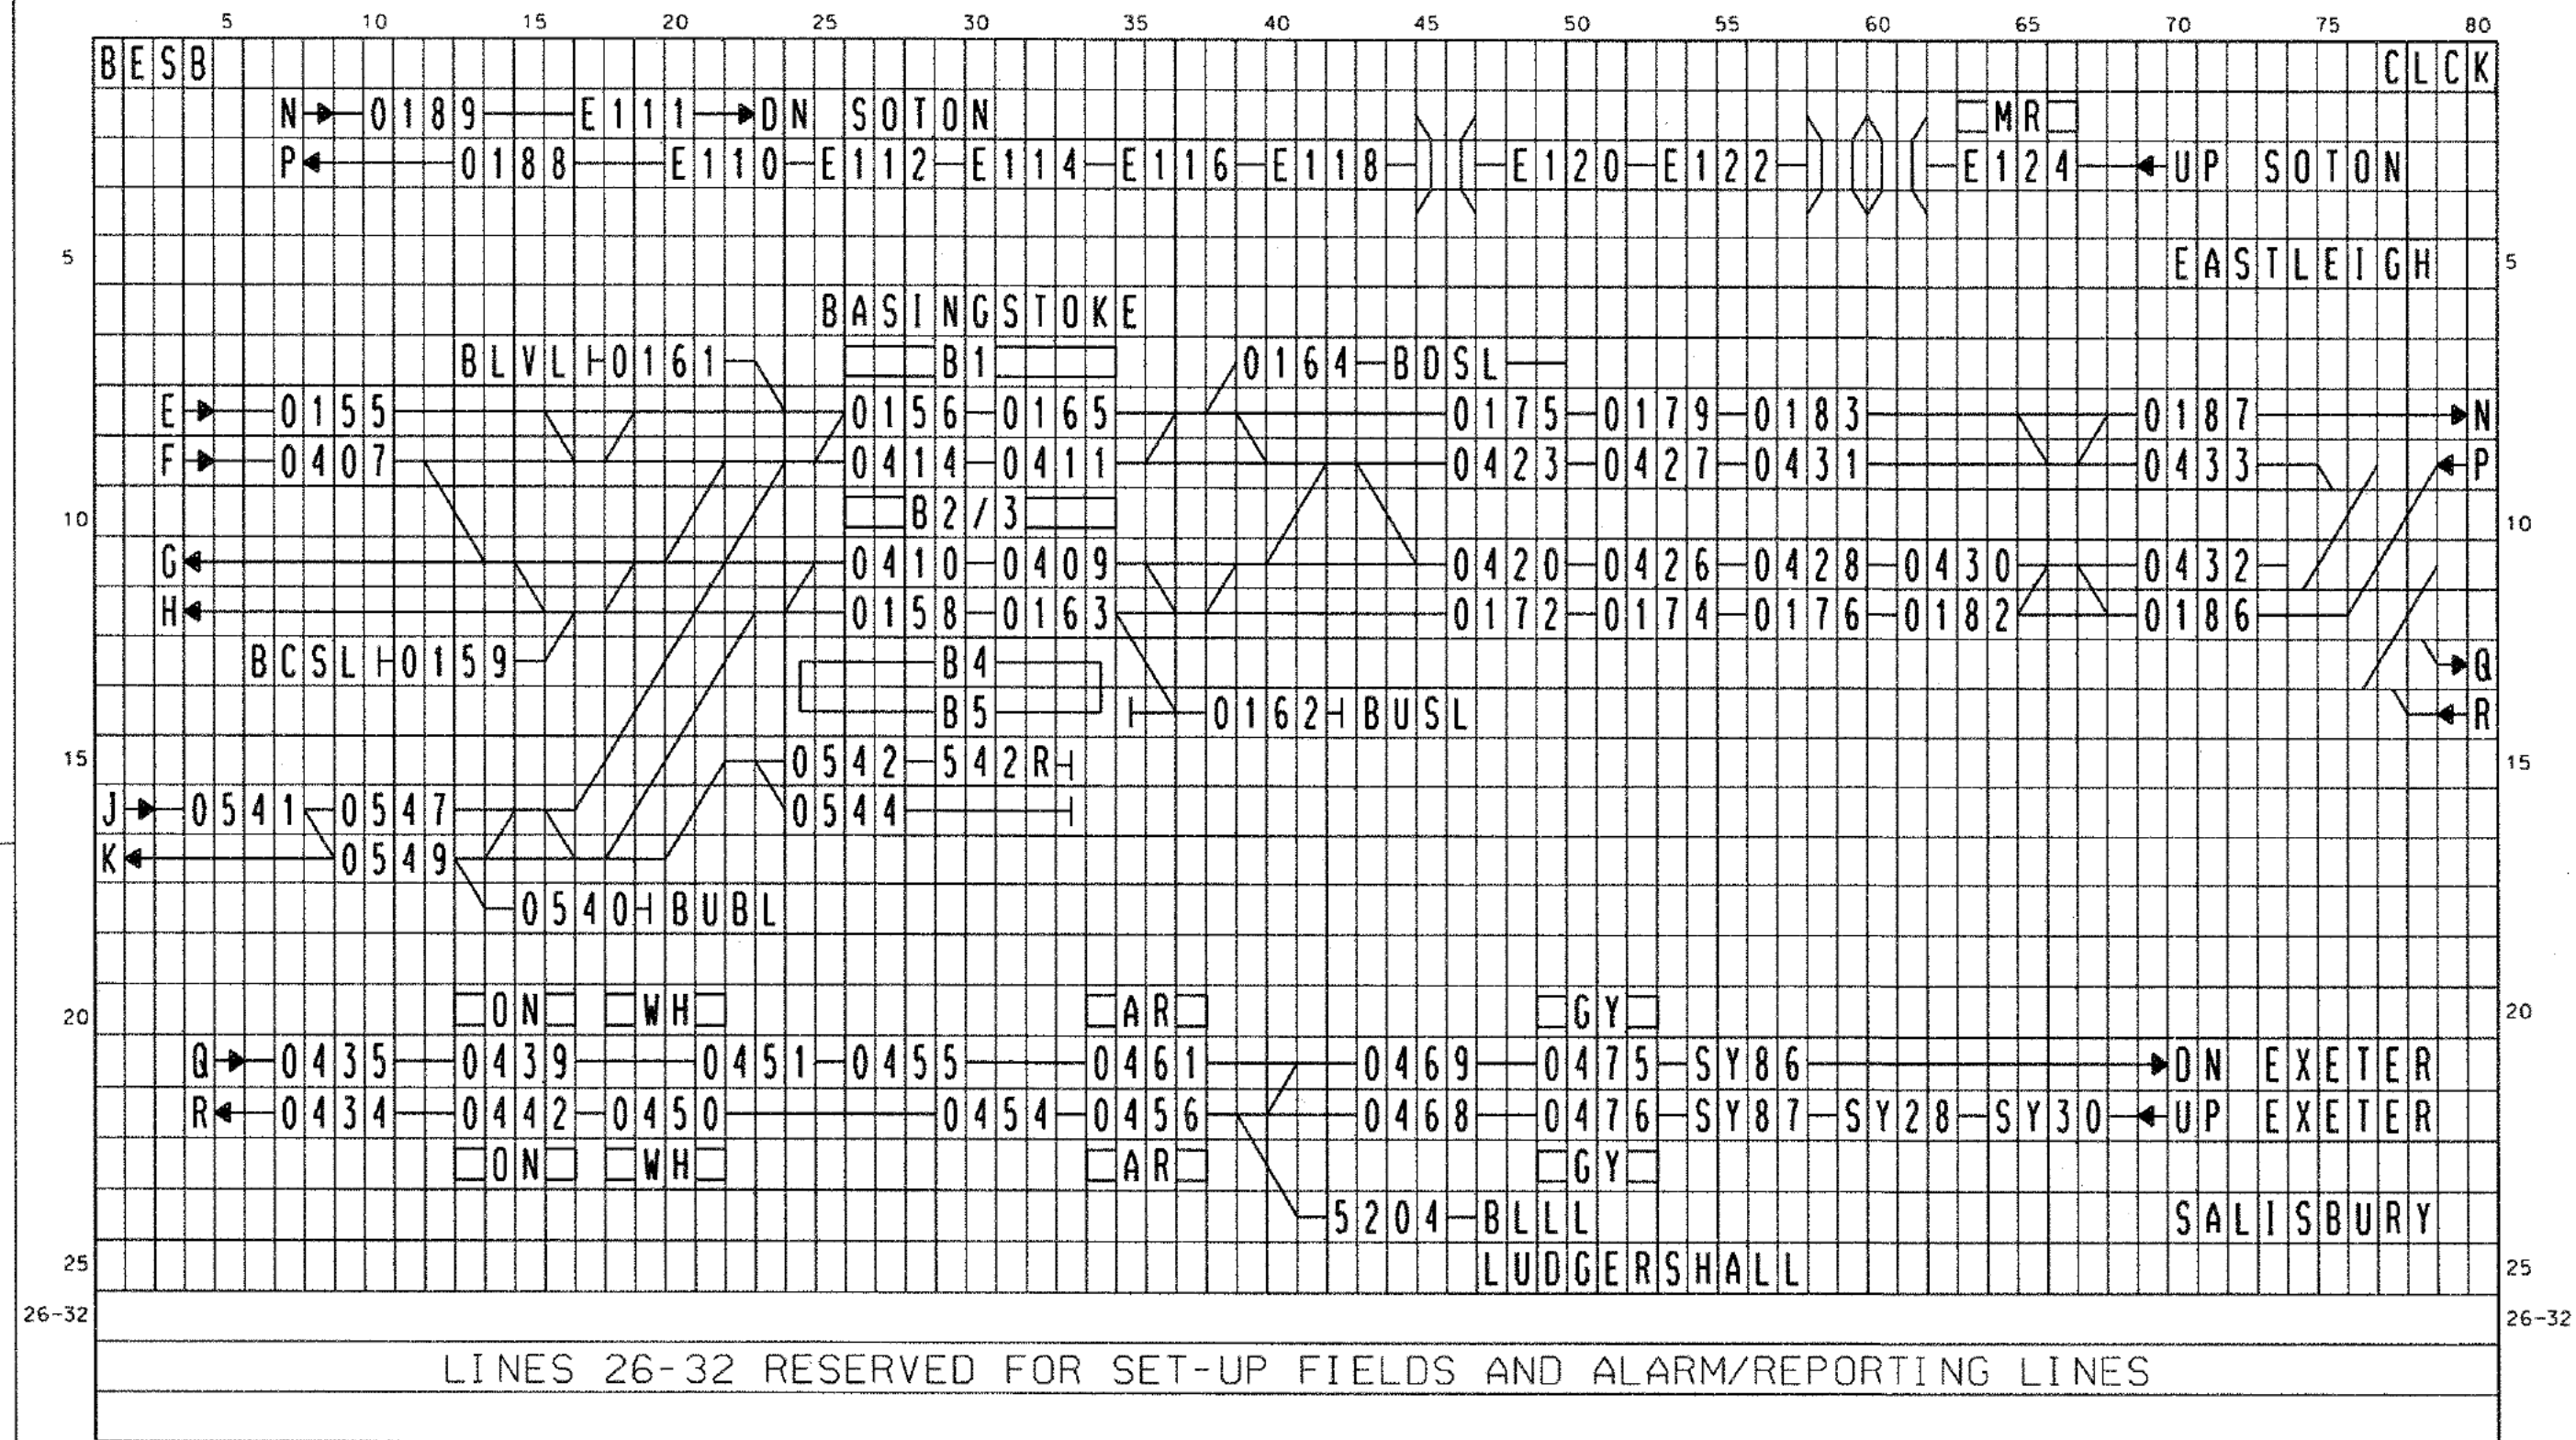 5 10 15 20 25 30 35 40 45 50 55 60 65 70 75 80
BESB CLCK
N 0189 E111 DN SOTON MR
P 0188 E110 E112 E114 E116 E118 E120 E122 E124 UP SOTON
5 EASTLEIGH 5
BASINGSTOKE
BLVL 0161 B1 0164 BDSL
E 0155 0156 0165 0175 0179 0183 0187 N
F 0407 0414 0411 0423 0427 0431 0433 P
10 B2/3 10
G 0410 0409 0420 0426 0428 0430 0432
H 0158 0163 0172 0174 0176 0182 0186
BCSL 0159 B4 Q
B5 0162 BUSL R
15 0542 542R 15
J 0541 0547 0544
K 0549
0540 BUBL
20 ON WH AR GY 20
Q 0435 0439 0451 0455 0461 0469 0475 SY86 DN EXETER
R 0434 0442 0450 0454 0456 0468 0476 SY87 SY28 SY30 UP EXETER
ON WH AR GY
5204 BLLL SALISBURY
25 LUDGERSHALL 25
26-32 26-32
LINES 26-32 RESERVED FOR SET-UP FIELDS AND ALARM/REPORTING LINES